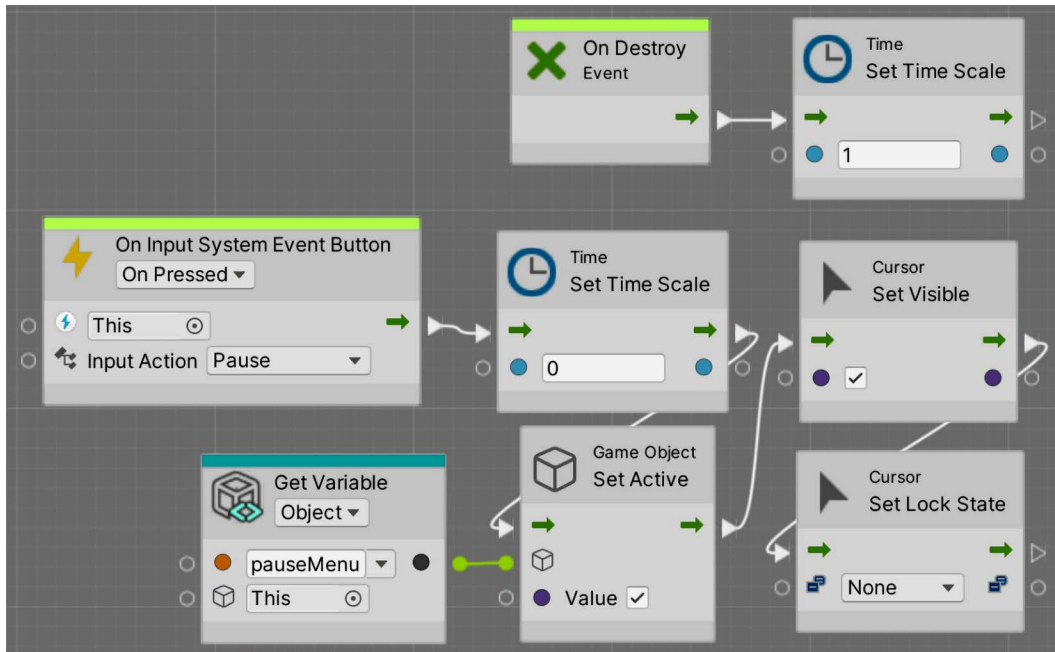 On Destroy
Event
Time
Set Time Scale
1
On Input System Event Button
On Pressed
This
Input Action Pause
Time
Set Time Scale
0
Cursor
Set Visible
Get Variable
Object
pauseMenu
This
Game Object
Set Active
Value
Cursor
Set Lock State
None